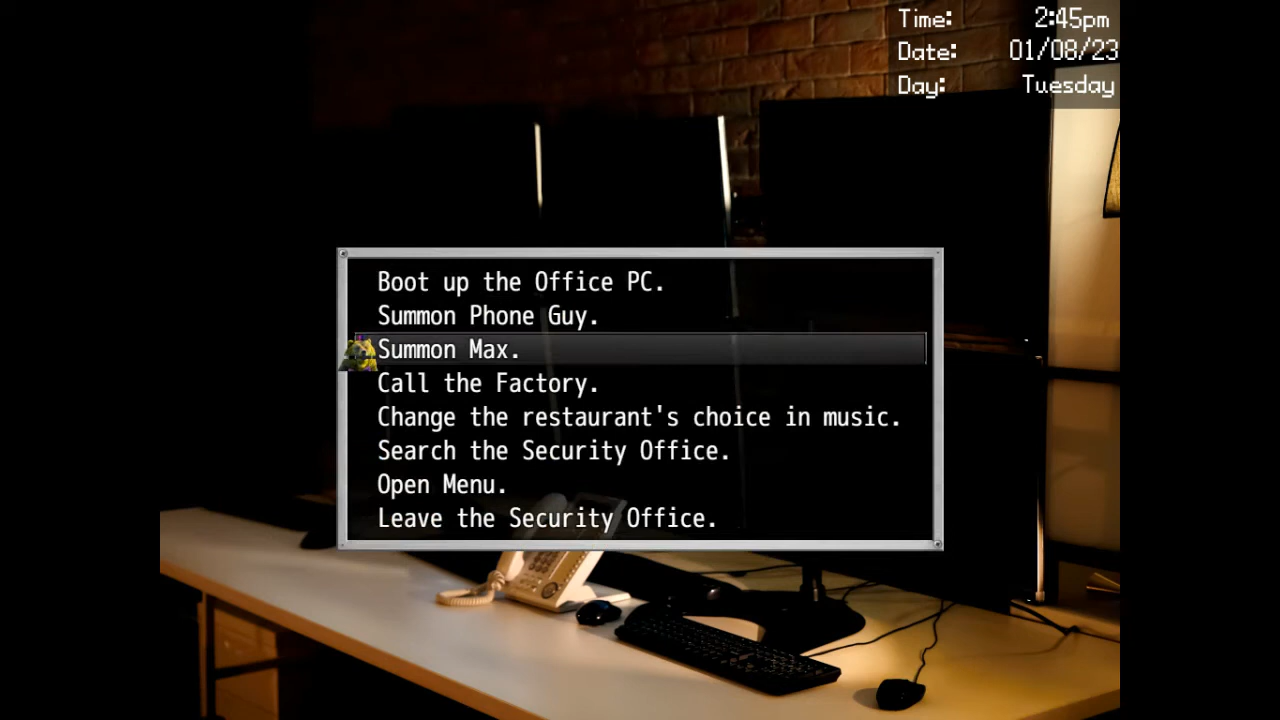 Time: 2:45pm
Date: 01/08/23
Day: Tuesday
Boot up the Office PC.
Summon Phone Guy.
Summon Max.
Call the Factory.
Change the restaurant's choice in music.
Search the Security Office.
Open Menu.
Leave the Security Office.